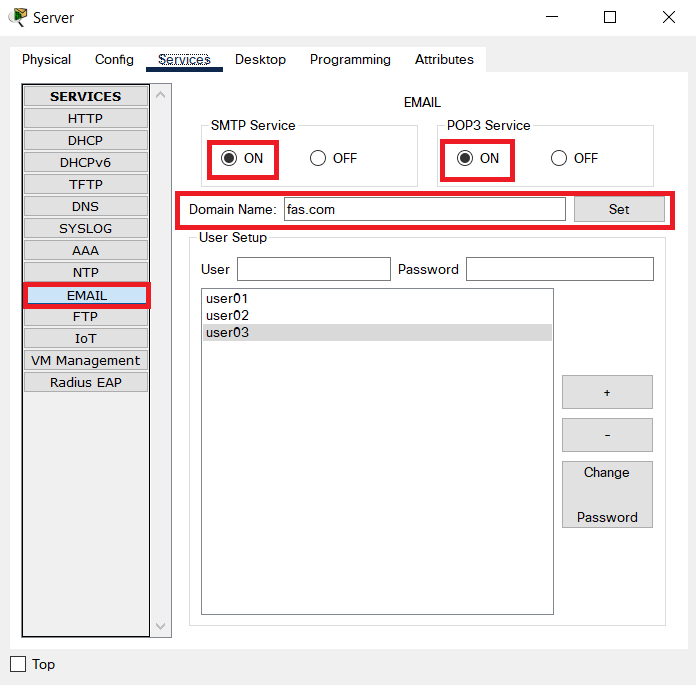 Server
Physical Config Services Desktop Programming Attributes
SERVICES
HTTP
DHCP
DHCPv6
TFTP
DNS
SYSLOG
AAA
NTP
EMAIL
FTP
IoT
VM Management
Radius EAP
EMAIL
SMTP Service
ON OFF
POP3 Service
ON OFF
Domain Name: fas.com Set
User Setup
User Password
user01
user02
user03
+
-
Change
Password
Top